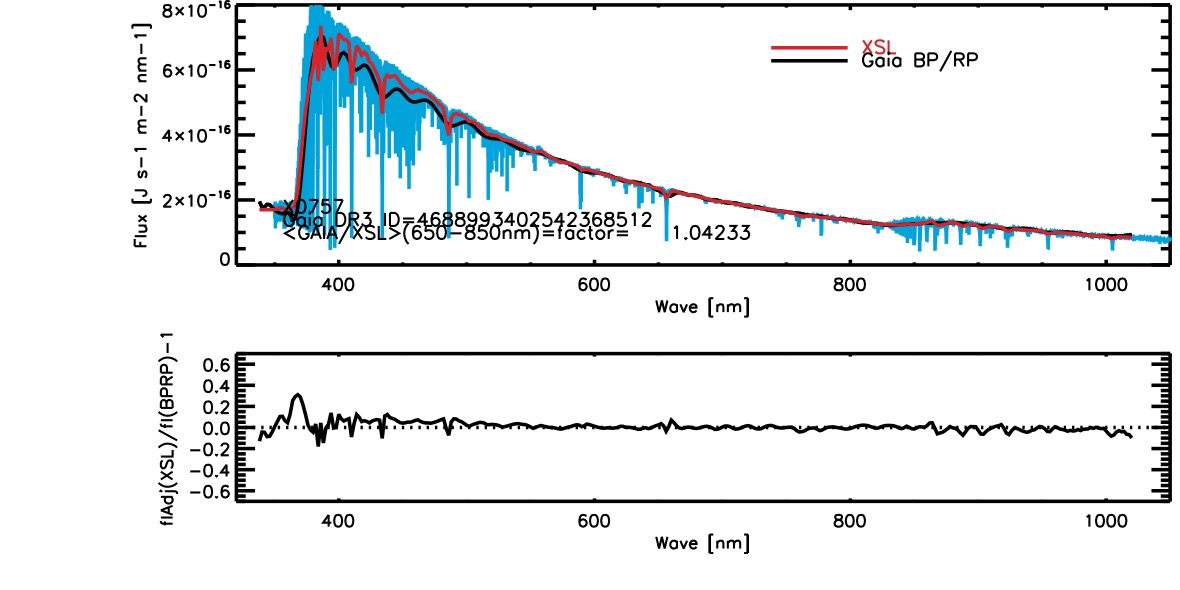 8×10-16
6×10-16
4×10-16
2×10-16
0
Flux [J s-1 m-2 nm-1]
XSL
Gaia BP/RP
X0757
Gaia DR3 ID=4688993402542368512
<GAIA/XSL>(650-850nm)=factor= 1.04233
400 600 800 1000
Wave [nm]
flAdj(XSL)/fl(BPRP)-1
0.6
0.4
0.2
0.0
-0.2
-0.4
-0.6
400 600 800 1000
Wave [nm]